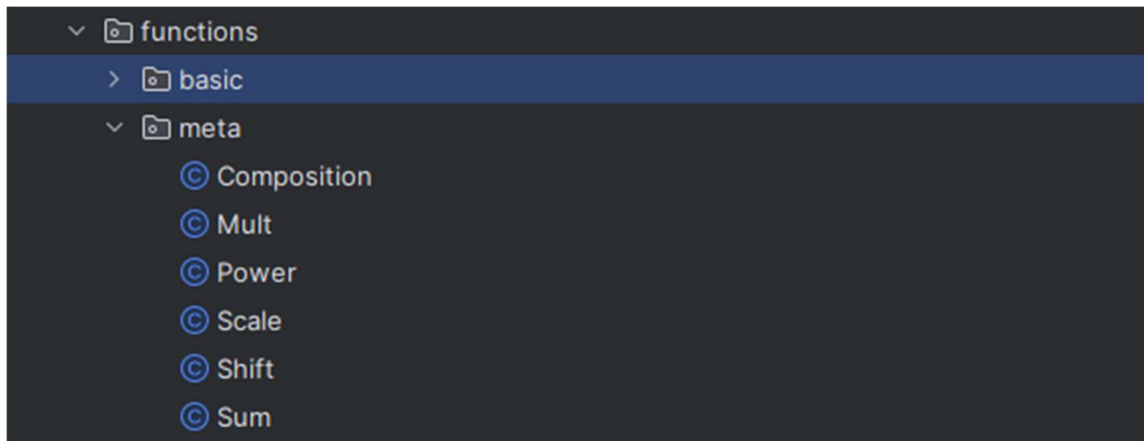 functions
basic
meta
Composition
Mult
Power
Scale
Shift
Sum